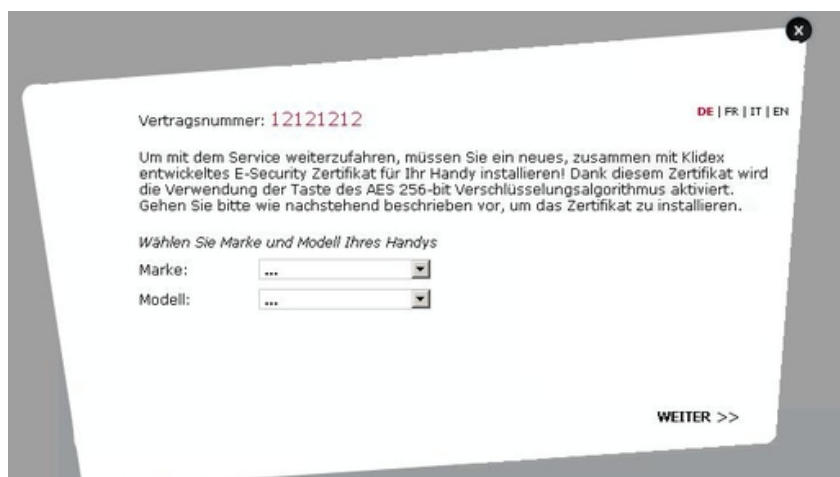 x
DE | FR | IT | EN
Vertragsnummer: 12121212
Um mit dem Service weiterzufahren, müssen Sie ein neues, zusammen mit Klidex
entwickeltes E-Security Zertifikat für Ihr Handy installieren! Dank diesem Zertifikat wird
die Verwendung der Taste des AES 256-bit Verschlüsselungsalgorithmus aktiviert.
Gehen Sie bitte wie nachstehend beschrieben vor, um das Zertifikat zu installieren.
Wählen Sie Marke und Modell Ihres Handys
Marke: ...
Modell: ...
WEITER >>